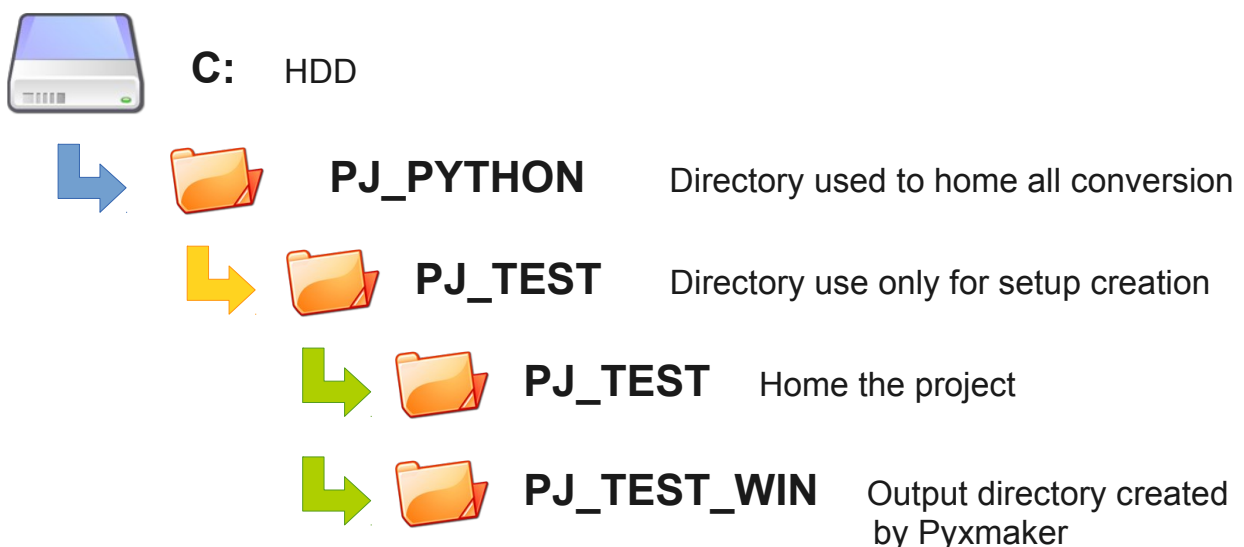 C: HDD
PJ_PYTHON Directory used to home all conversion
PJ_TEST Directory use only for setup creation
PJ_TEST Home the project
PJ_TEST_WIN Output directory created
by Pyxmaker